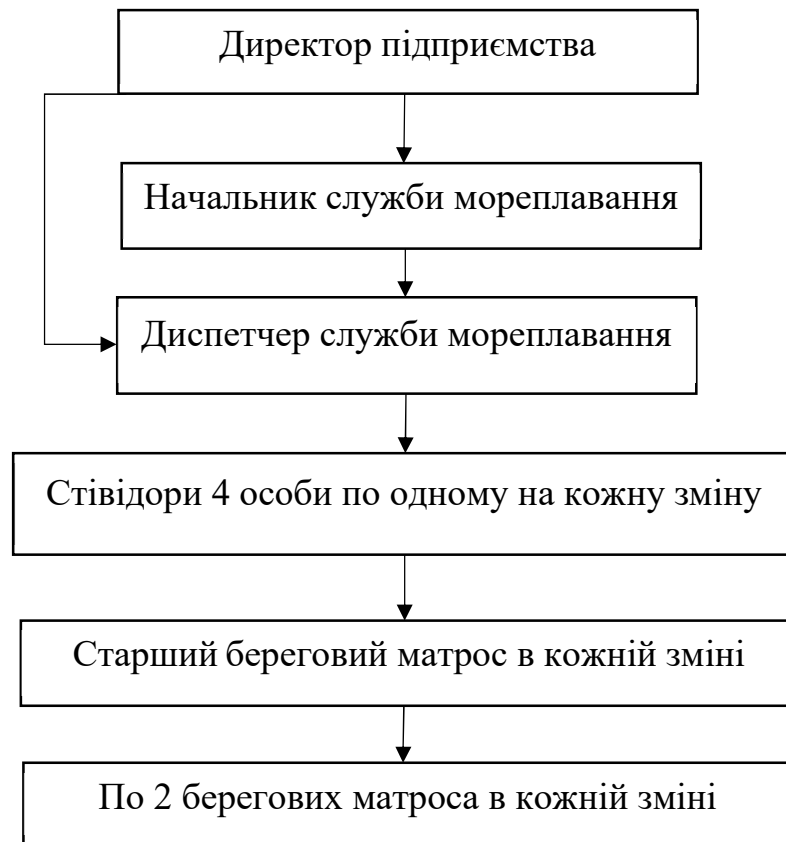 Директор підприємства
Начальник служби мореплавання
Диспетчер служби мореплавання
Стівідори 4 особи по одному на кожну зміну
Старший береговий матрос в кожній зміні
По 2 берегових матроса в кожній зміні